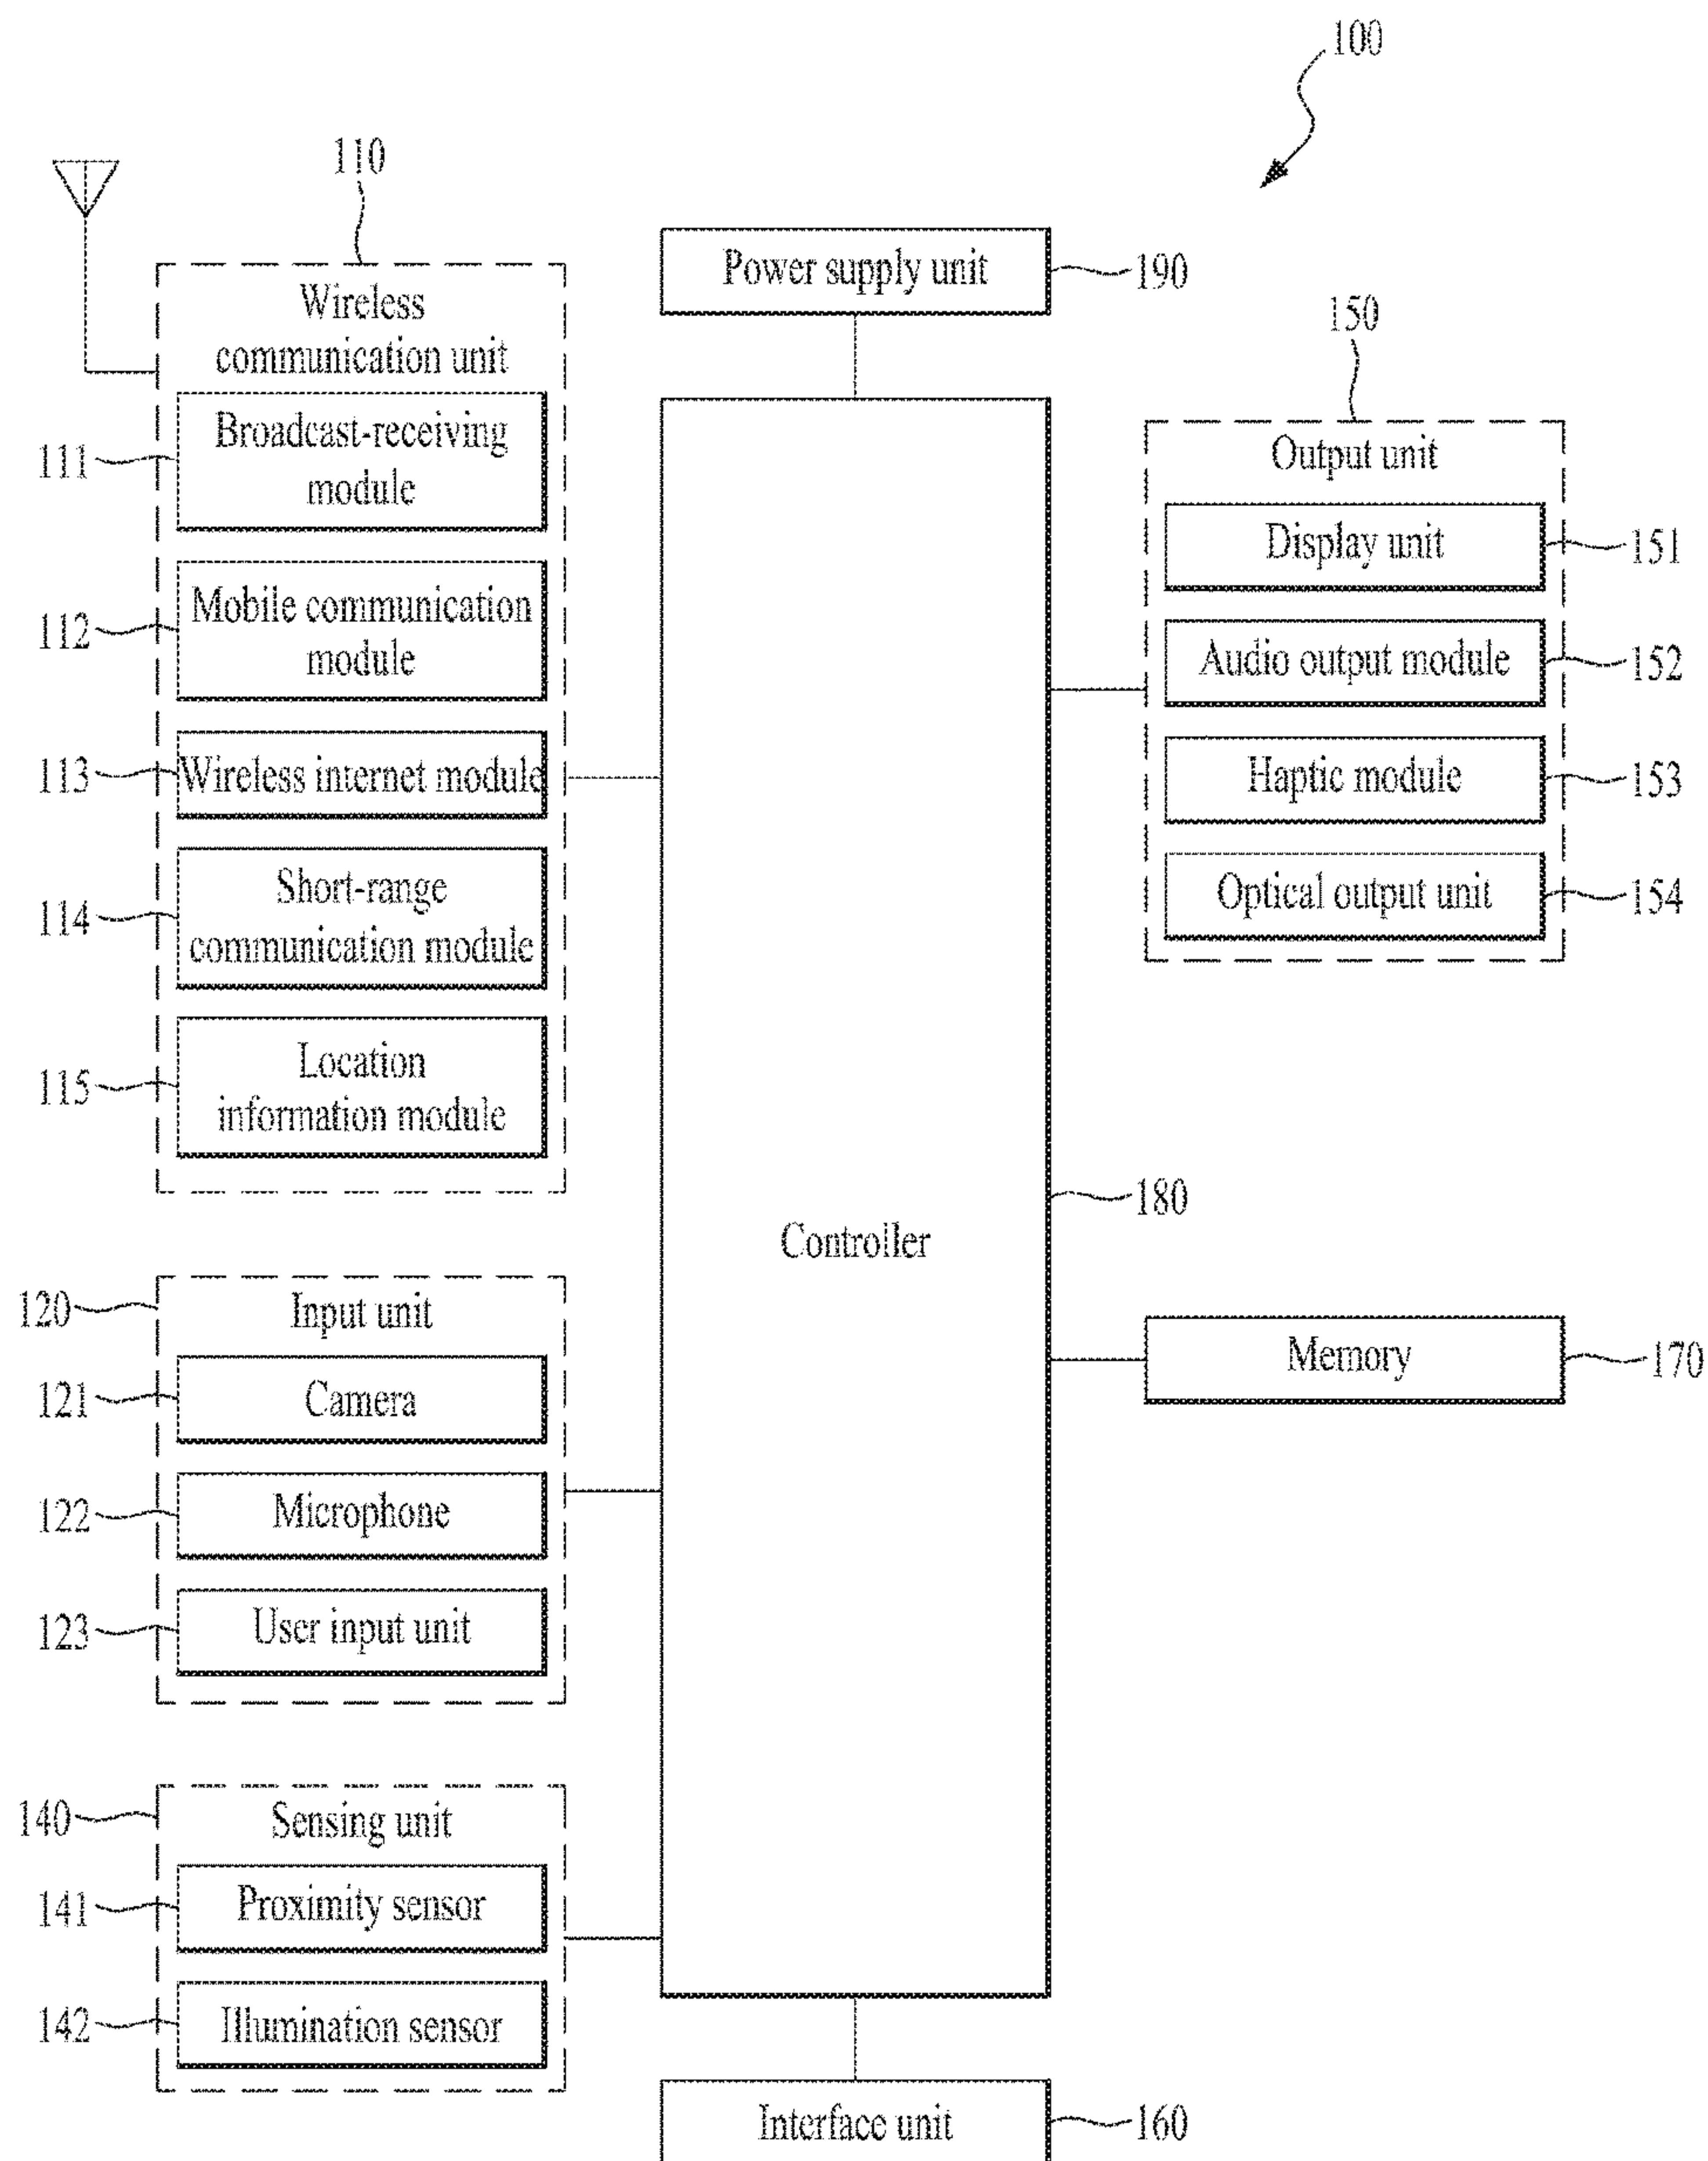 100
110
Wireless
communication unit
111
Broadcast-receiving
module
112
Mobile communication
module
113
Wireless internet module
114
Short-range
communication module
115
Location
information module
120
Input unit
121
Camera
122
Microphone
123
User input unit
140
Sensing unit
141
Proximity sensor
142
Illumination sensor
Power supply unit
190
Controller
180
Interface unit
160
150
Output unit
Display unit
151
Audio output module
152
Haptic module
153
Optical output unit
154
Memory
170